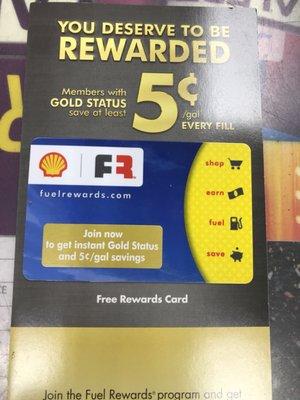 YOU DESERVE TO BE
REWARDED
Members with
GOLD STATUS
save at least
5¢
/gal
EVERY FILL
FR
fuelrewards.com
shop
earn
fuel
save
Join now
to get instant Gold Status
and 5¢/gal savings
Free Rewards Card
Join the Fuel Rewards® program and get